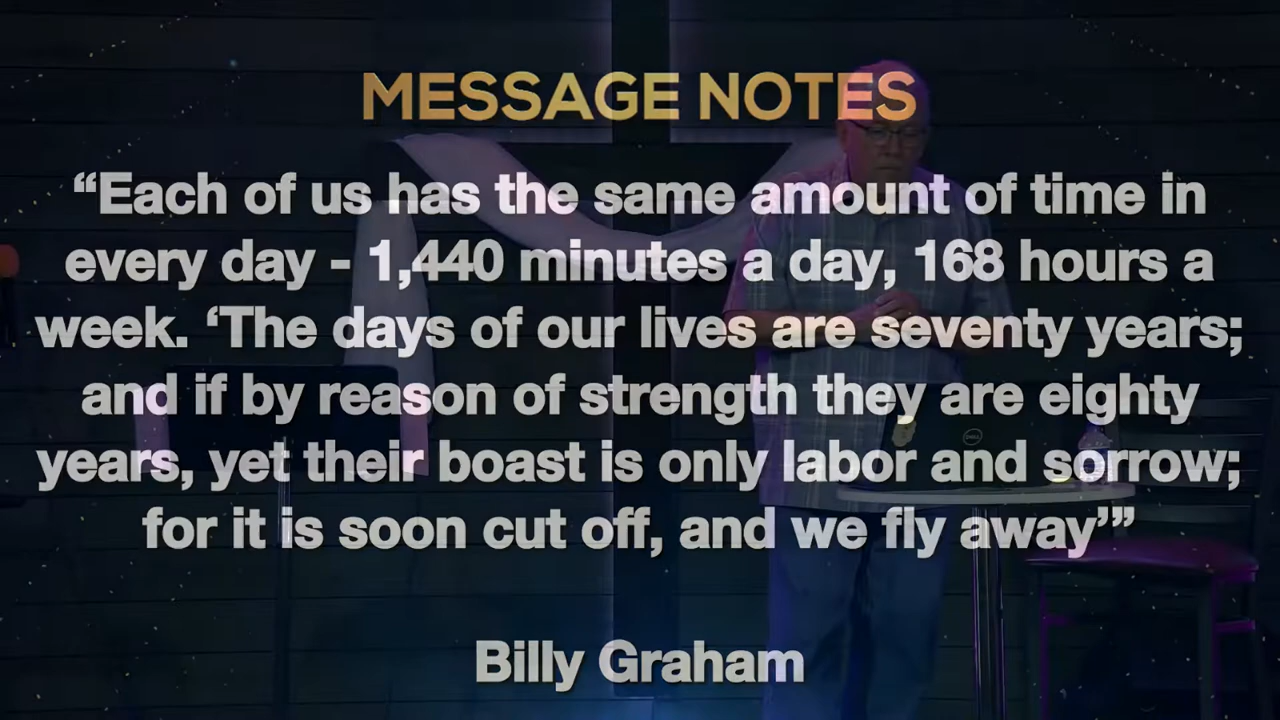 MESSAGE NOTES
“Each of us has the same amount of time in
every day - 1,440 minutes a day, 168 hours a
week. ‘The days of our lives are seventy years;
and if by reason of strength they are eighty
years, yet their boast is only labor and sorrow;
for it is soon cut off, and we fly away’”
Billy Graham
DELL